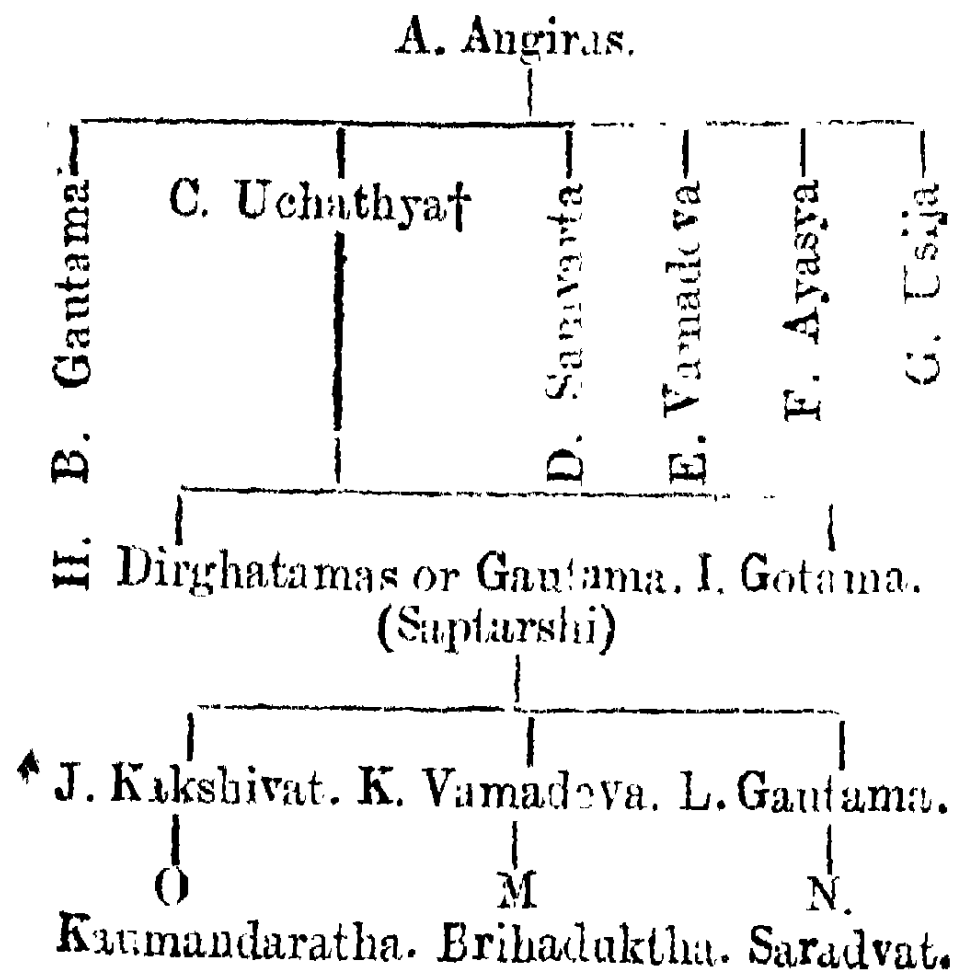 A. Angiras.
B. Gautama
C. Uchathya†
D. Samvarta
E. Vamadeva
F. Ayasya
G. Usija
H. Dirghatamas or Gautama. I. Gotama.
(Saptarshi)
J. Kakshivat. K. Vamadeva. L. Gautama.
O M N.
Kaumandaratha. Brihaduktha. Saradvat.